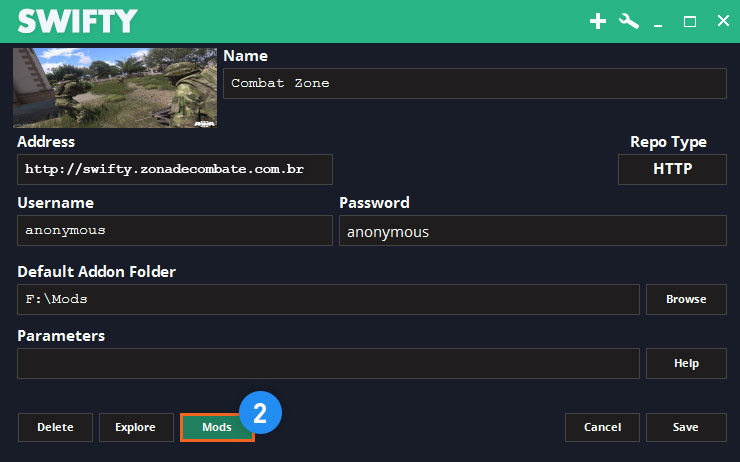 SWIFTY
Name
Combat Zone
Address
Repo Type
http://swifty.zonadecombate.com.br
HTTP
Username
Password
anonymous
anonymous
Default Addon Folder
F:\Mods
Browse
Parameters
Help
Delete
Explore
Mods
2
Cancel
Save